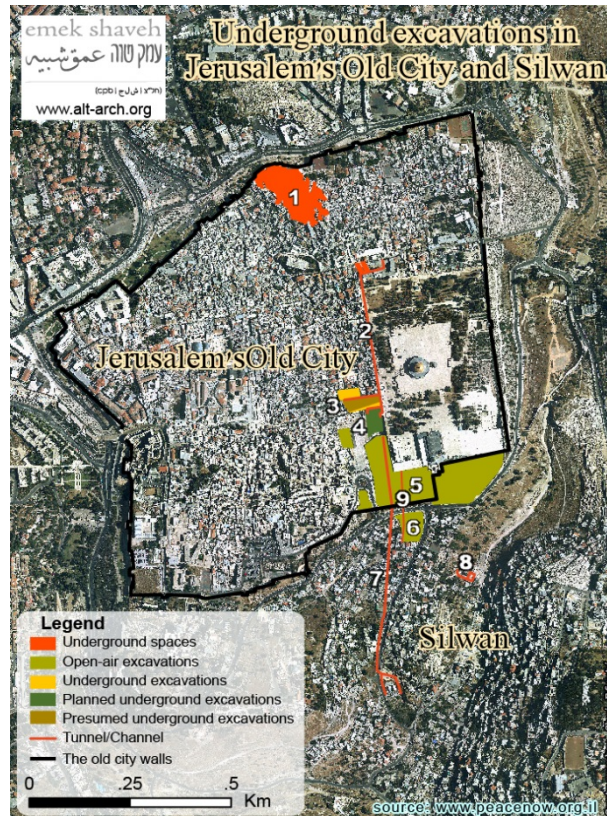 emek shaveh
עמק שווה عمق شبيه
www.alt-arch.org
Underground excavations in
Jerusalem's Old City and Silwan
1
2
Jerusalem'sOld City
3
4
5
9
6
7
8
Silwan
Legend
Underground spaces
Open-air excavations
Underground excavations
Planned underground excavations
Presumed underground excavations
Tunnel/Channel
The old city walls
0 .25 .5
Km
source: www.peacenow.org.il